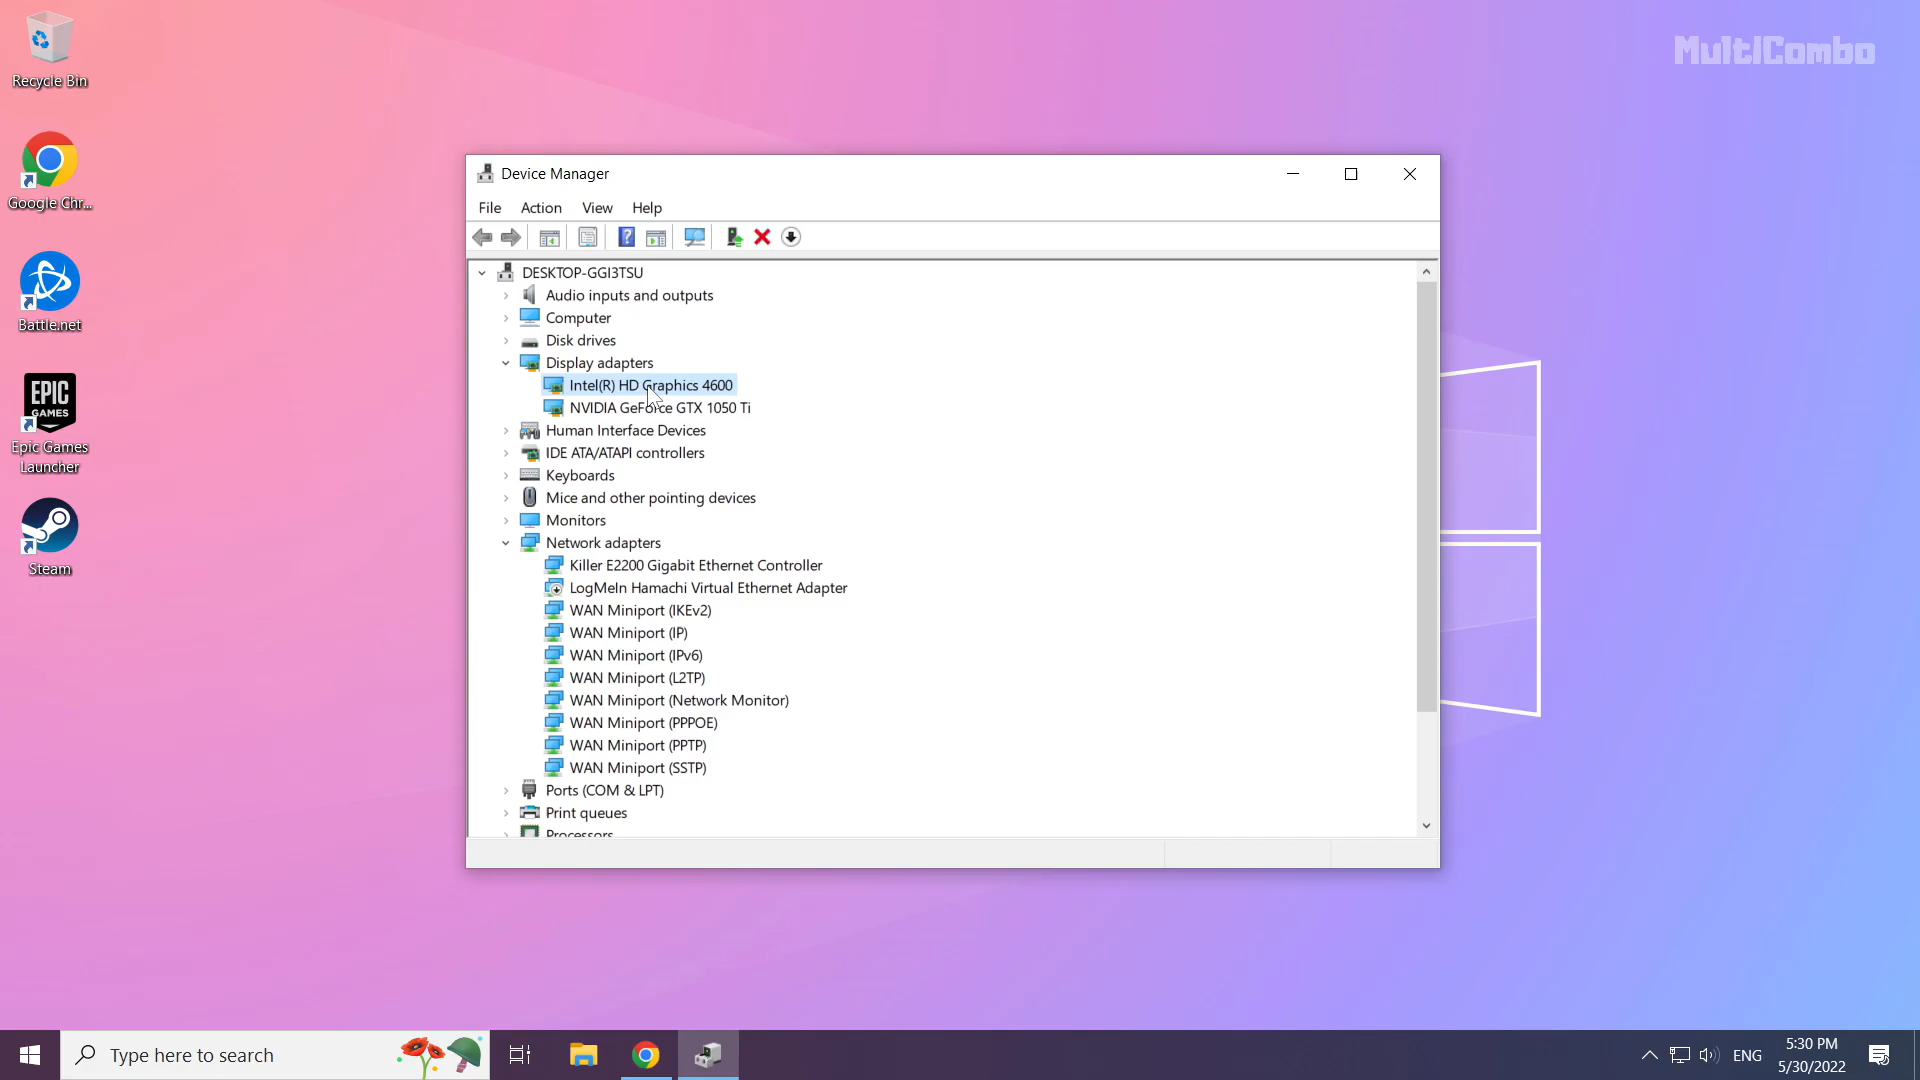 MultiCombo
Recycle Bin
Google Chr...
Battle.net
EPIC
GAMES
Epic Games
Launcher
Steam
Device Manager
File Action View Help
DESKTOP-GGI3TSU
Audio inputs and outputs
Computer
Disk drives
Display adapters
Intel(R) HD Graphics 4600
NVIDIA GeForce GTX 1050 Ti
Human Interface Devices
IDE ATA/ATAPI controllers
Keyboards
Mice and other pointing devices
Monitors
Network adapters
Killer E2200 Gigabit Ethernet Controller
LogMeIn Hamachi Virtual Ethernet Adapter
WAN Miniport (IKEv2)
WAN Miniport (IP)
WAN Miniport (IPv6)
WAN Miniport (L2TP)
WAN Miniport (Network Monitor)
WAN Miniport (PPPOE)
WAN Miniport (PPTP)
WAN Miniport (SSTP)
Ports (COM & LPT)
Print queues
Processors
Type here to search
ENG
5:30 PM
5/30/2022